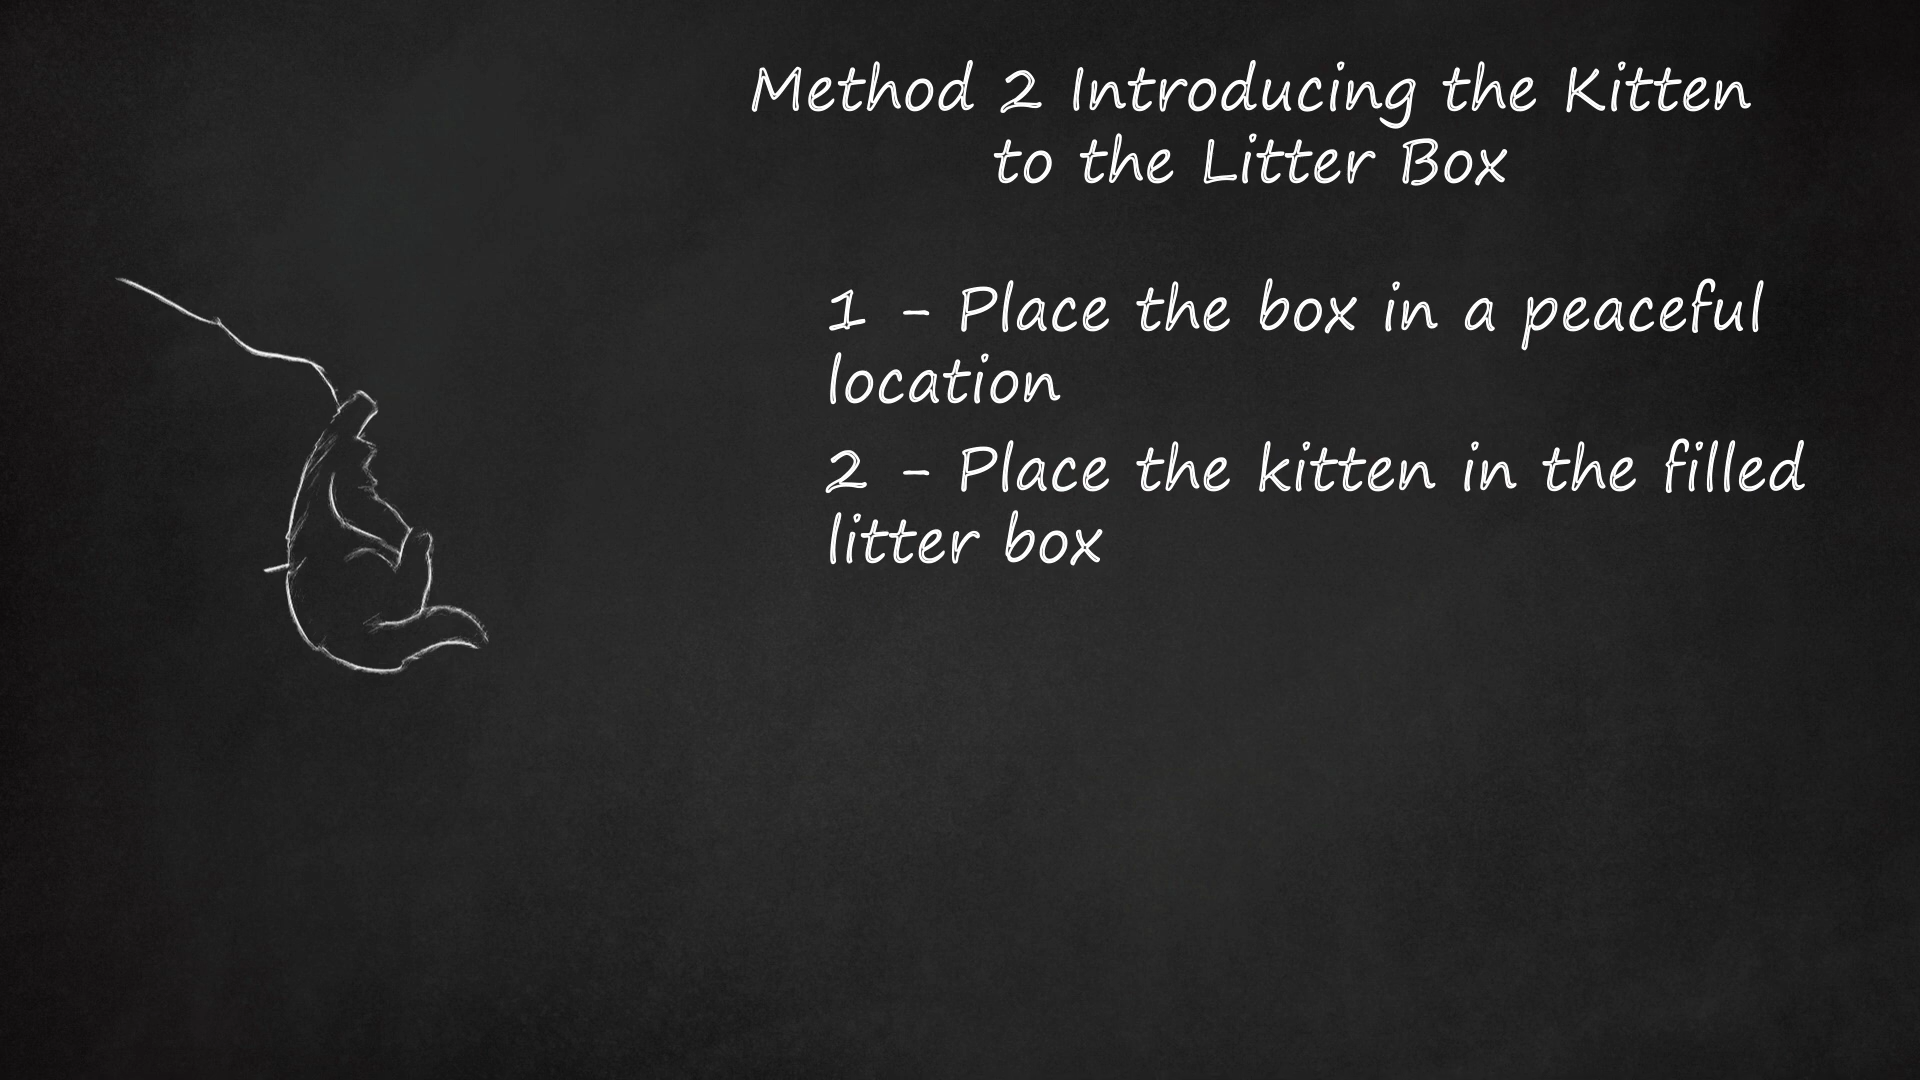 Method 2 Introducing the Kitten
to the Litter Box
1 - Place the box in a peaceful
location
2 - Place the kitten in the filled
litter box